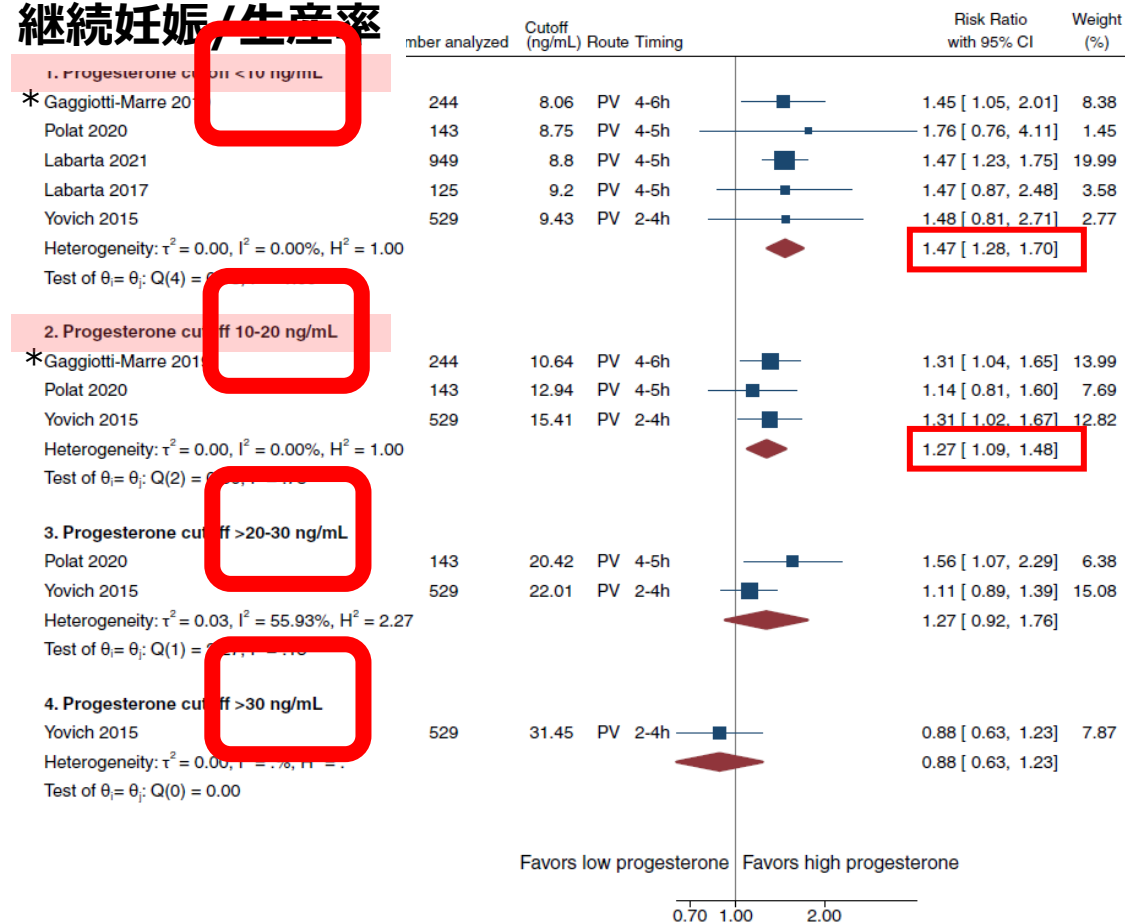 継続妊娠/生産率
mber analyzed Cutoff (ng/mL) Route Timing Risk Ratio with 95% CI Weight (%)
1. Progesterone cutoff <10 ng/mL
* Gaggiotti-Marre 201 244 8.06 PV 4-6h 1.45 [ 1.05, 2.01] 8.38
Polat 2020 143 8.75 PV 4-5h 1.76 [ 0.76, 4.11] 1.45
Labarta 2021 949 8.8 PV 4-5h 1.47 [ 1.23, 1.75] 19.99
Labarta 2017 125 9.2 PV 4-5h 1.47 [ 0.87, 2.48] 3.58
Yovich 2015 529 9.43 PV 2-4h 1.48 [ 0.81, 2.71] 2.77
Heterogeneity: τ² = 0.00, I² = 0.00%, H² = 1.00 1.47 [ 1.28, 1.70]
Test of θi= θj: Q(4) =
2. Progesterone cutoff 10-20 ng/mL
* Gaggiotti-Marre 201 244 10.64 PV 4-6h 1.31 [ 1.04, 1.65] 13.99
Polat 2020 143 12.94 PV 4-5h 1.14 [ 0.81, 1.60] 7.69
Yovich 2015 529 15.41 PV 2-4h 1.31 [ 1.02, 1.67] 12.82
Heterogeneity: τ² = 0.00, I² = 0.00%, H² = 1.00 1.27 [ 1.09, 1.48]
Test of θi= θj: Q(2) =
3. Progesterone cutoff >20-30 ng/mL
Polat 2020 143 20.42 PV 4-5h 1.56 [ 1.07, 2.29] 6.38
Yovich 2015 529 22.01 PV 2-4h 1.11 [ 0.89, 1.39] 15.08
Heterogeneity: τ² = 0.03, I² = 55.93%, H² = 2.27 1.27 [ 0.92, 1.76]
Test of θi= θj: Q(1) =
4. Progesterone cutoff >30 ng/mL
Yovich 2015 529 31.45 PV 2-4h 0.88 [ 0.63, 1.23] 7.87
Heterogeneity: τ² = 0.00, I² = .%, H² = . 0.88 [ 0.63, 1.23]
Test of θi= θj: Q(0) = 0.00
Favors low progesterone Favors high progesterone
0.70 1.00 2.00